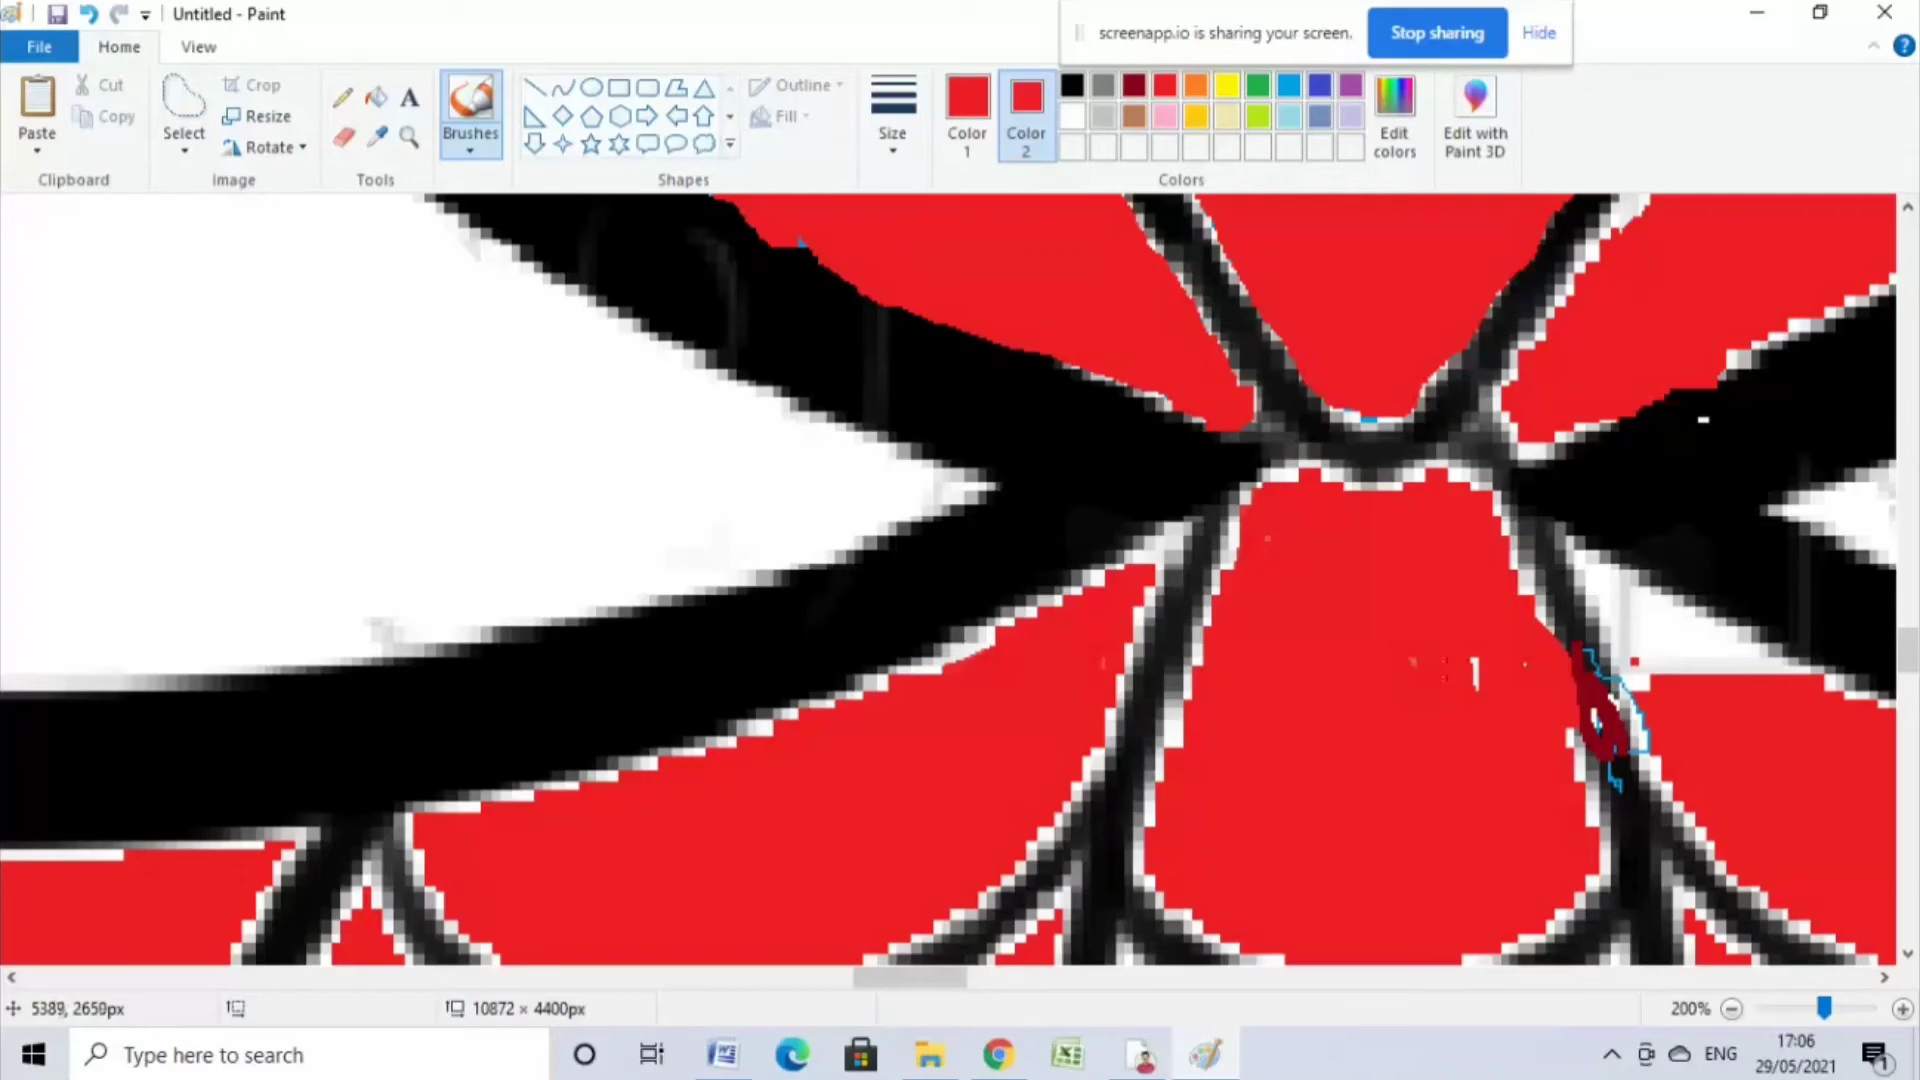 Untitled - Paint
screenapp.io is sharing your screen.
Stop sharing
Hide
File
Home
View
Paste
Cut
Copy
Clipboard
Select
Crop
Resize
Rotate
Image
A
Tools
Brushes
Shapes
Outline
Fill
Size
Color 1
Color 2
Colors
Edit colors
Edit with Paint 3D
5389, 2659px
10872 × 4400px
200%
Type here to search
ENG
17:06
29/05/2021
1